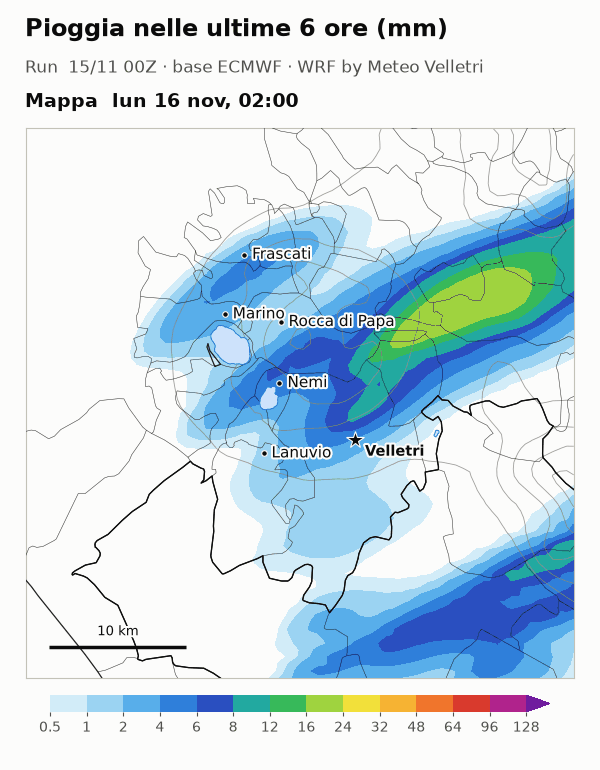 Pioggia nelle ultime 6 ore (mm)
Run  15/11 00Z · base ECMWF · WRF by Meteo Velletri
Mappa  lun 16 nov, 02:00
Frascati
Marino
Rocca di Papa
Nemi
Velletri
Lanuvio
10 km
0.5 1 2 4 6 8 12 16 24 32 48 64 96 128